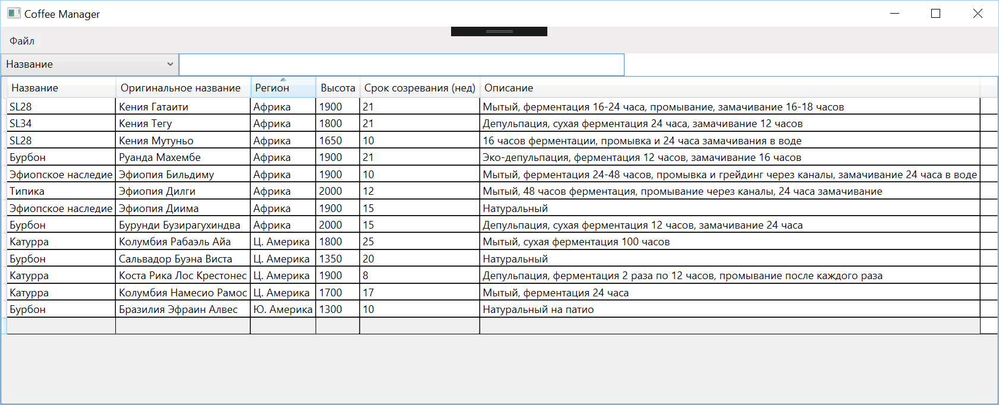 Coffee Manager
Файл
Название
Название Оригинальное название Регион Высота Срок созревания (нед) Описание
SL28 Кения Гатаити Африка 1900 21 Мытый, ферментация 16-24 часа, промывание, замачивание 16-18 часов
SL34 Кения Тегу Африка 1800 21 Депульпация, сухая ферментация 24 часа, замачивание 12 часов
SL28 Кения Мутуньо Африка 1650 10 16 часов ферментации, промывка и 24 часа замачивания в воде
Бурбон Руанда Махембе Африка 1900 21 Эко-депульпация, ферментация 12 часов, замачивание 16 часов
Эфиопское наследие Эфиопия Бильдиму Африка 1900 10 Мытый, ферментация 24-48 часов, промывка и грейдинг через каналы, замачивание 24 часа в воде
Типика Эфиопия Дилги Африка 2000 12 Мытый, 48 часов ферментация, промывание через каналы, 24 часа замачивание
Эфиопское наследие Эфиопия Диима Африка 1900 15 Натуральный
Бурбон Бурунди Бузирагухиндва Африка 2000 15 Депульпация, сухая ферментация 12 часов, замачивание 24 часа
Катурра Колумбия Рабаэль Айа Ц. Америка 1800 25 Мытый, сухая ферментация 100 часов
Бурбон Сальвадор Буэна Виста Ц. Америка 1350 20 Натуральный
Катурра Коста Рика Лос Крестонес Ц. Америка 1900 8 Депульпация, ферментация 2 раза по 12 часов, промывание после каждого раза
Катурра Колумбия Намесио Рамос Ц. Америка 1700 17 Мытый, ферментация 24 часа
Бурбон Бразилия Эфраин Алвес Ю. Америка 1300 10 Натуральный на патио